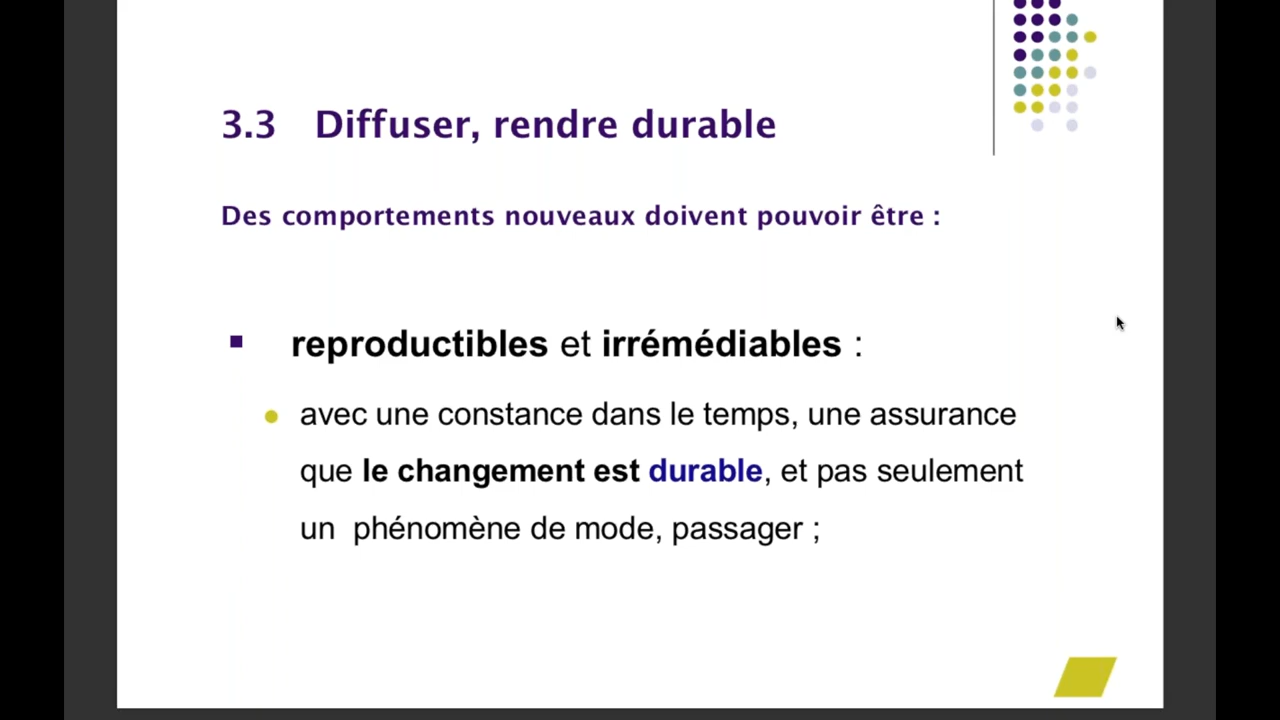 3.3 Diffuser, rendre durable
Des comportements nouveaux doivent pouvoir être :
reproductibles et irrémédiables :
avec une constance dans le temps, une assurance
que le changement est durable, et pas seulement
un phénomène de mode, passager ;